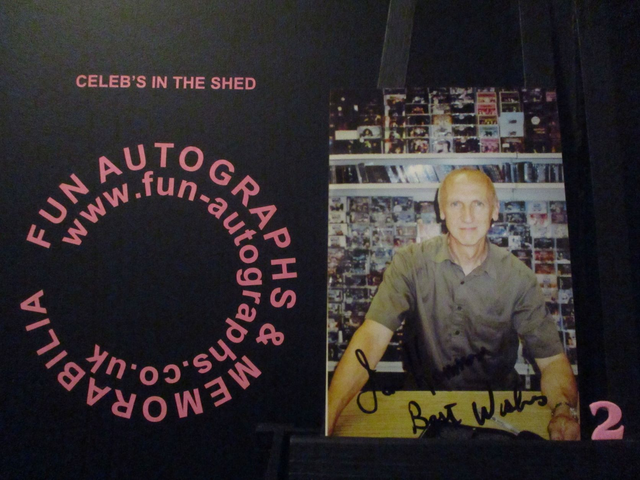 CELEB'S IN THE SHED
FUN AUTOGRAPHS & MEMORABILIA
www.fun-autographs.co.uk
Best Wishes
2